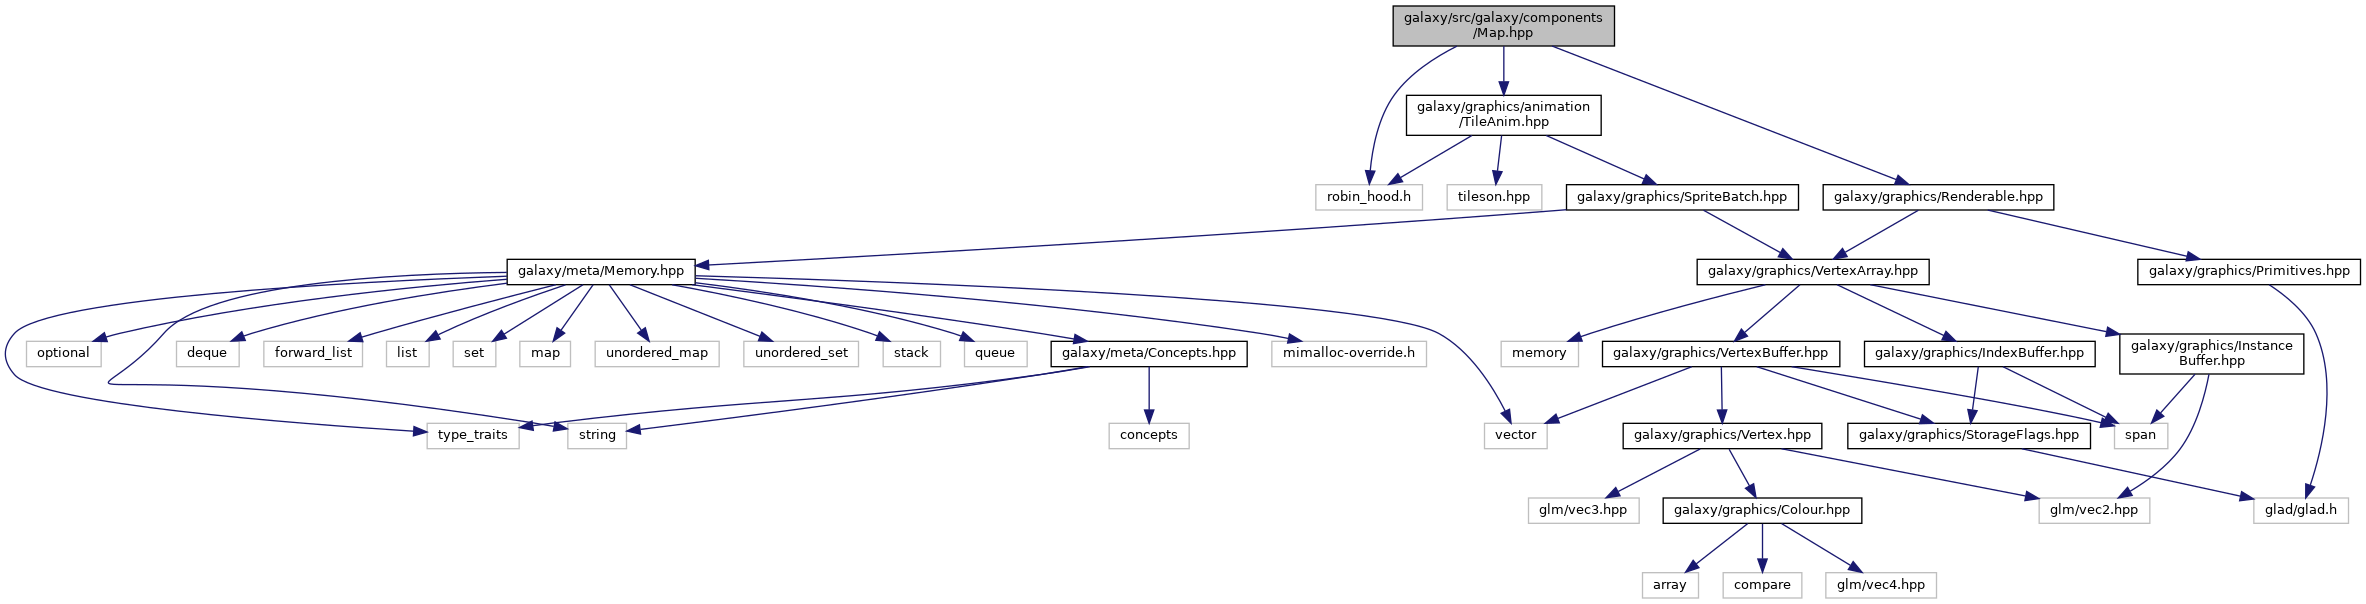 galaxy/src/galaxy/components
/Map.hpp
galaxy/graphics/animation
/TileAnim.hpp
robin_hood.h
tileson.hpp
galaxy/graphics/SpriteBatch.hpp
galaxy/graphics/Renderable.hpp
galaxy/meta/Memory.hpp
galaxy/graphics/VertexArray.hpp
galaxy/graphics/Primitives.hpp
optional
deque
forward_list
list
set
map
unordered_map
unordered_set
stack
queue
galaxy/meta/Concepts.hpp
mimalloc-override.h
memory
galaxy/graphics/VertexBuffer.hpp
galaxy/graphics/IndexBuffer.hpp
galaxy/graphics/Instance
Buffer.hpp
type_traits
string
concepts
vector
galaxy/graphics/Vertex.hpp
galaxy/graphics/StorageFlags.hpp
span
glm/vec3.hpp
galaxy/graphics/Colour.hpp
glm/vec2.hpp
glad/glad.h
array
compare
glm/vec4.hpp